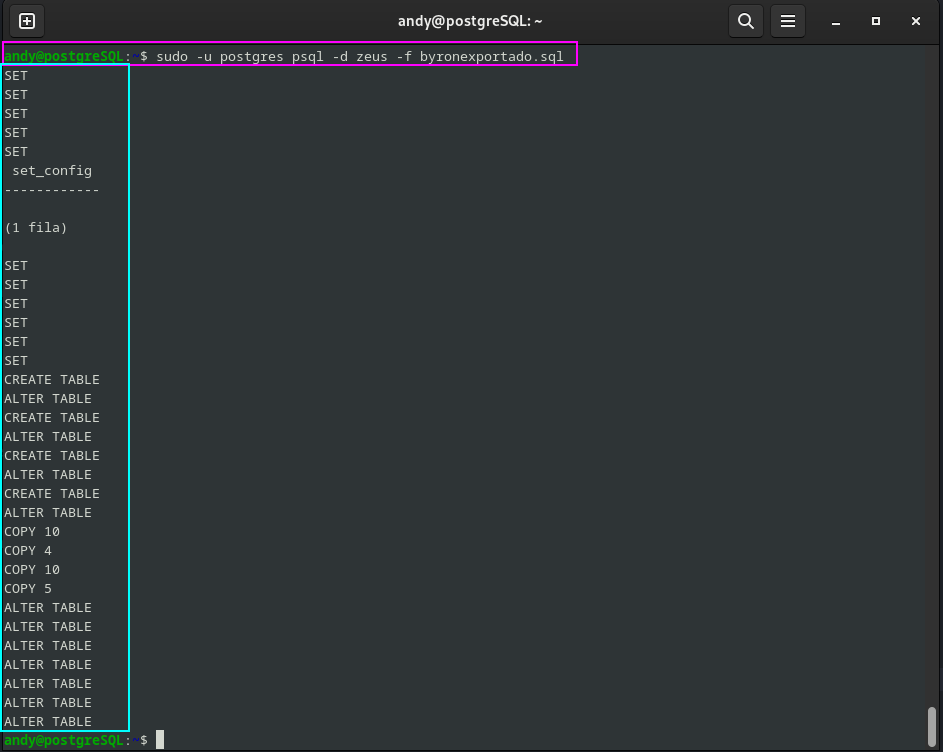 andy@postgreSQL: ~
andy@postgreSQL:~$ sudo -u postgres psql -d zeus -f byronexportado.sql
SET
SET
SET
SET
SET
 set_config
------------

(1 fila)

SET
SET
SET
SET
SET
SET
CREATE TABLE
ALTER TABLE
CREATE TABLE
ALTER TABLE
CREATE TABLE
ALTER TABLE
CREATE TABLE
ALTER TABLE
COPY 10
COPY 4
COPY 10
COPY 5
ALTER TABLE
ALTER TABLE
ALTER TABLE
ALTER TABLE
ALTER TABLE
ALTER TABLE
ALTER TABLE
andy@postgreSQL:~$